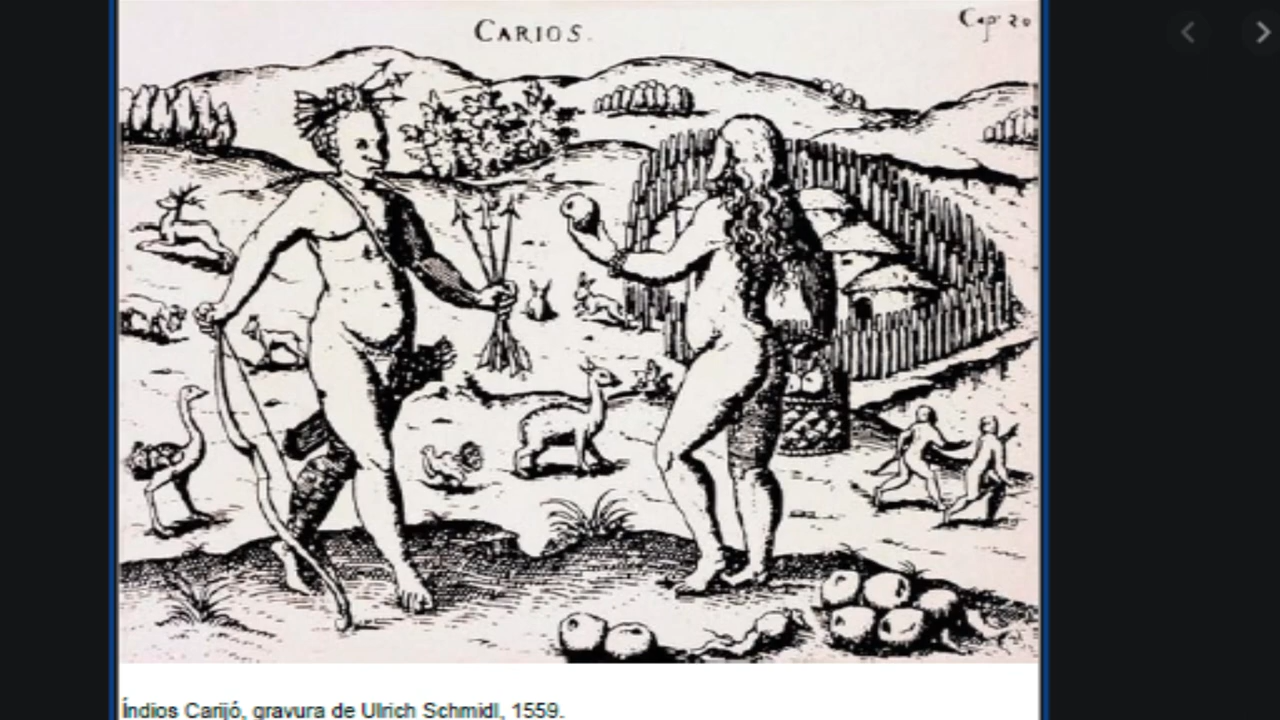 CARIOS.
Cap. 20
Índios Carijó, gravura de Ulrich Schmidl, 1559.